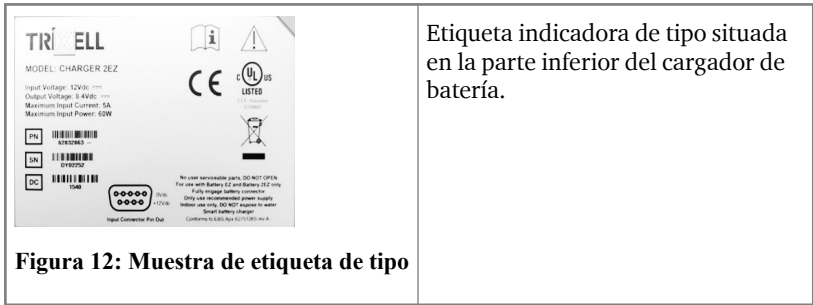 TRIXELL
MODEL: CHARGER 2EZ
Input Voltage: 12Vdc
Output Voltage: 8.4Vdc
Maximum Input Current: 5A
Maximum Input Power: 60W
PN
62832863
SN
DY02252
DC
1540
C E
C UL US
LISTED
0Vdc
+12Vdc
Input Connector Pin Out
No user serviceable parts, DO NOT OPEN
For use with Battery EZ and Battery 2EZ only
Fully engage battery connector
Only use recommended power supply
Indoor use only, DO NOT expose to water
Smart battery charger
Figura 12: Muestra de etiqueta de tipo
Etiqueta indicadora de tipo situada
en la parte inferior del cargador de
batería.